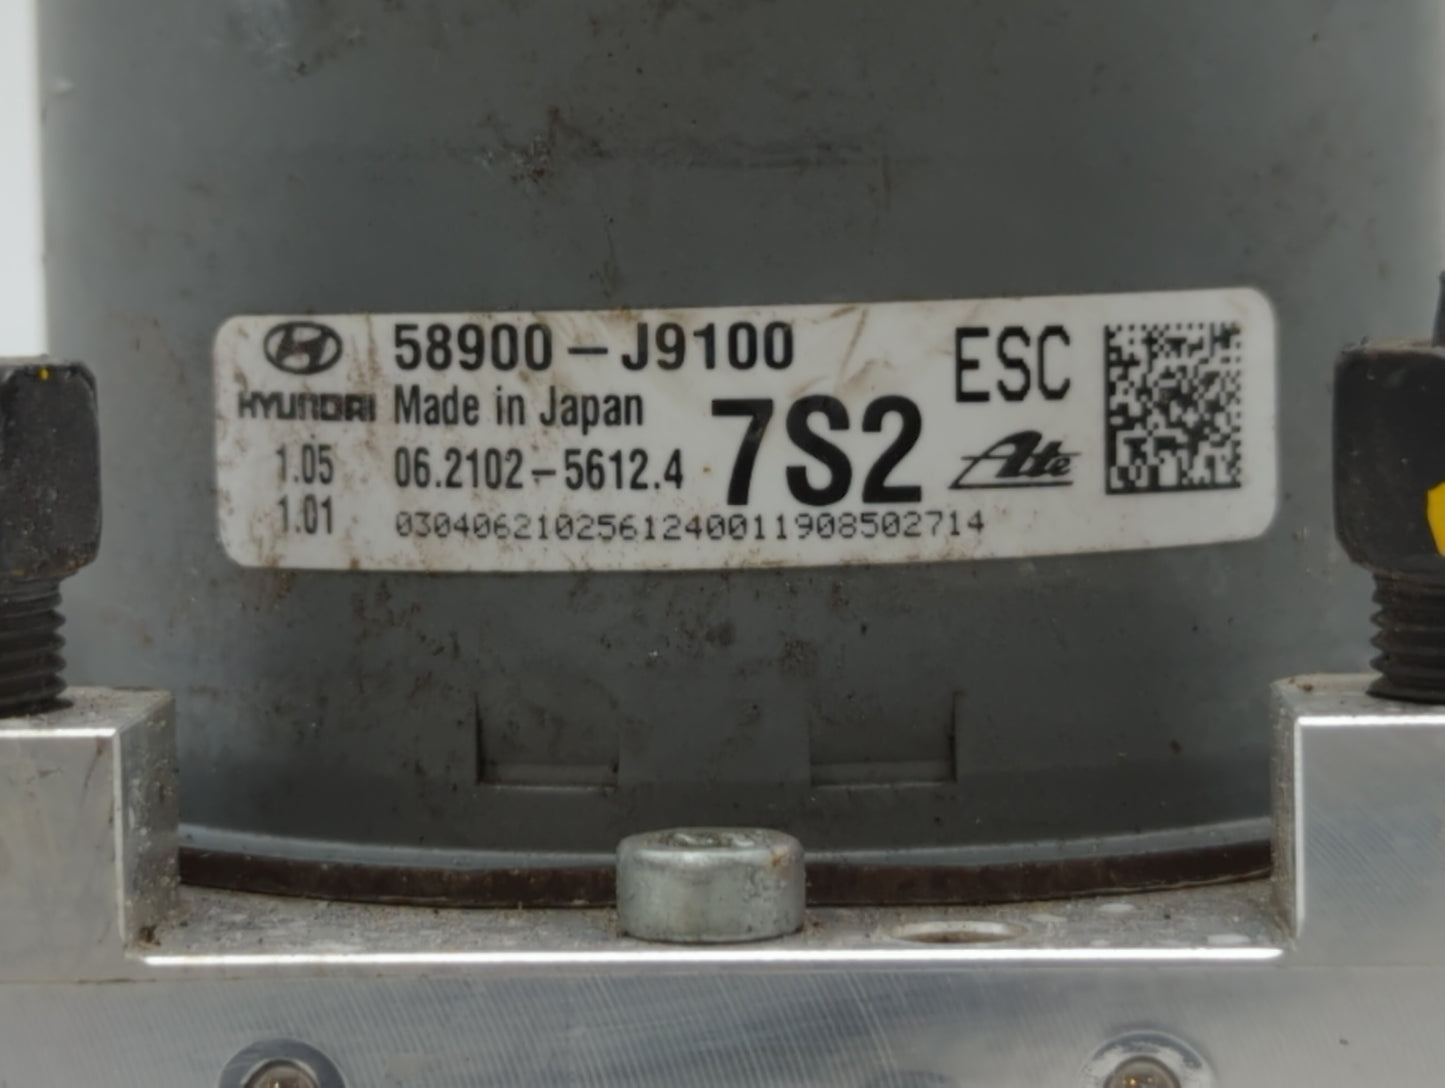 58900-J9100 ESC
HYUNDAI Made in Japan
7S2
1.05 06.2102-5612.4 Ate
1.01 0304062102561240011908502714